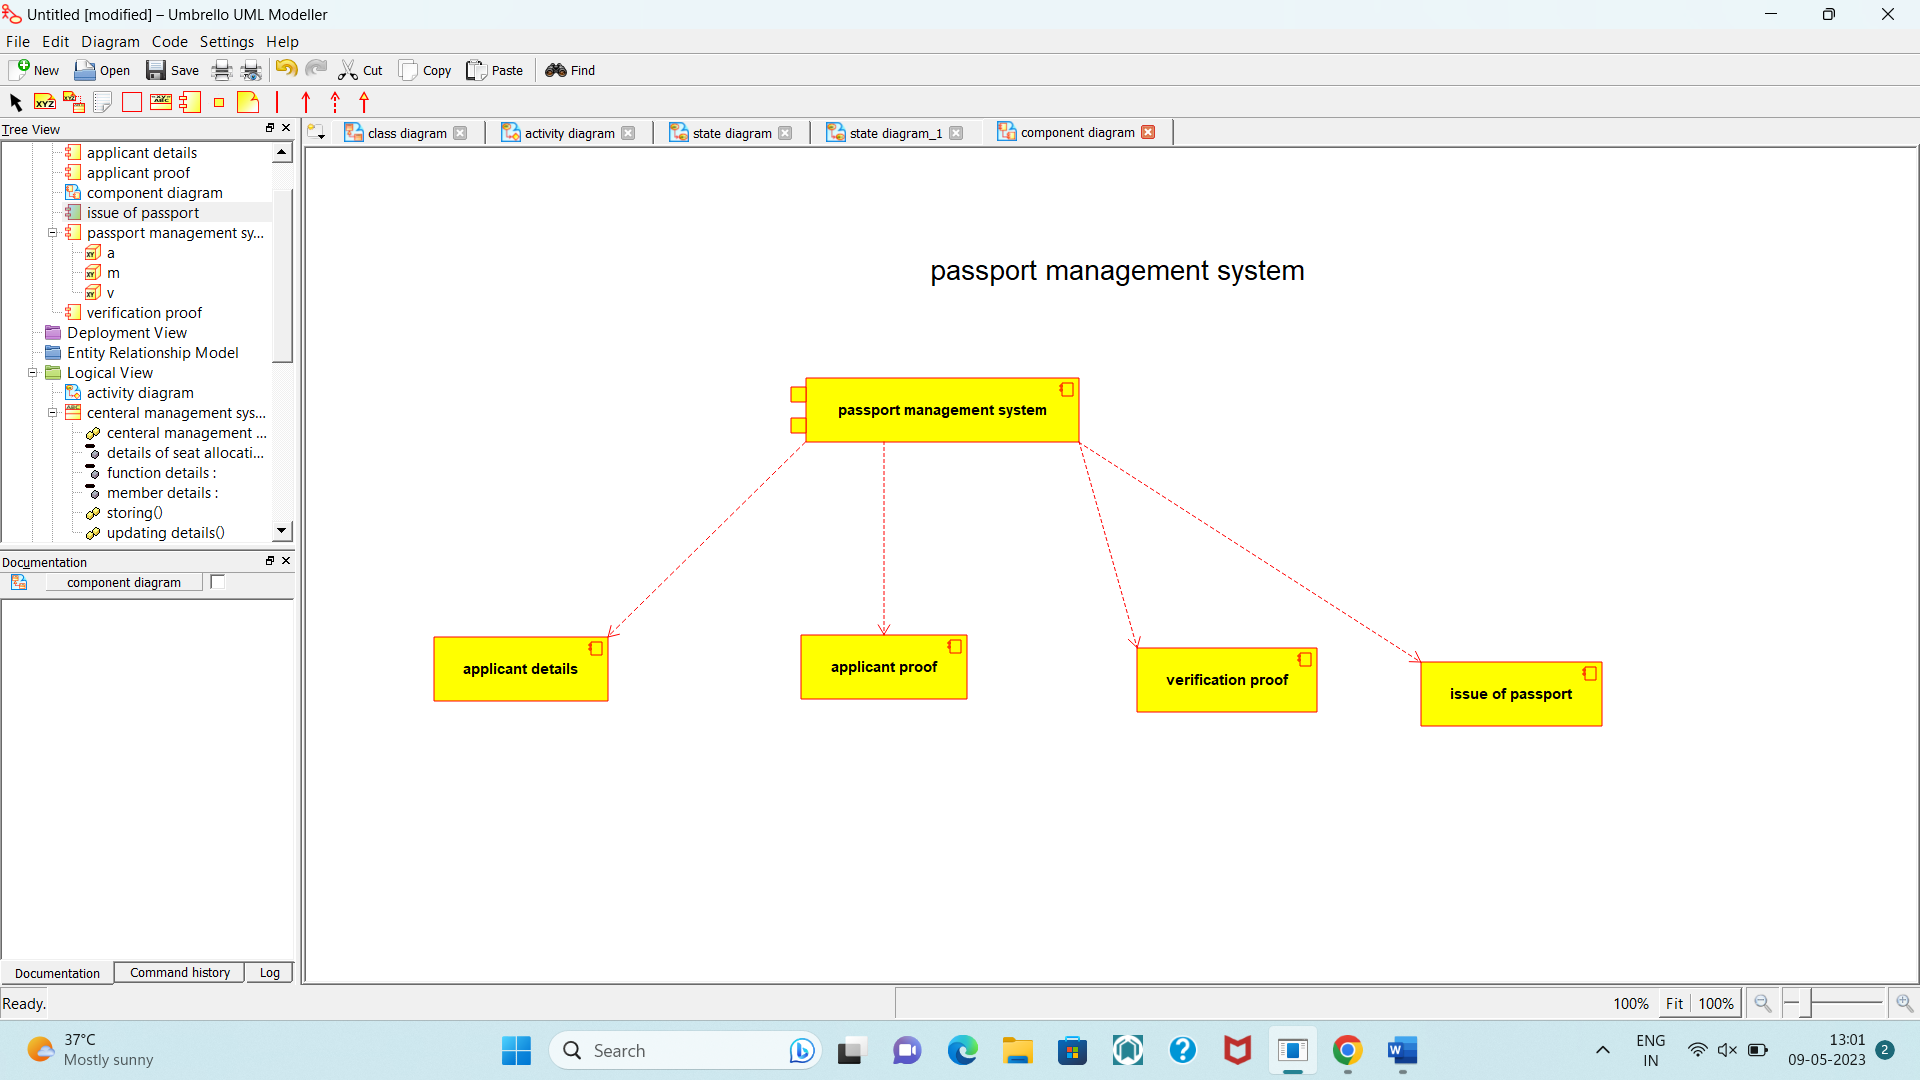 Untitled [modified] – Umbrello UML Modeller
File Edit Diagram Code Settings Help
New Open Save Cut Copy Paste Find
Tree View
class diagram activity diagram state diagram state diagram_1 component diagram
applicant details
applicant proof
component diagram
issue of passport
passport management sy...
a
m
v
verification proof
Deployment View
Entity Relationship Model
Logical View
activity diagram
centeral management sys...
centeral management ...
details of seat allocati...
function details :
member details :
storing()
updating details()
passport management system
passport management system
applicant details
applicant proof
verification proof
issue of passport
Documentation
component diagram
Documentation Command history Log
Ready.
100% Fit 100%
37°C
Mostly sunny
Search
ENG
IN
13:01
09-05-2023
2